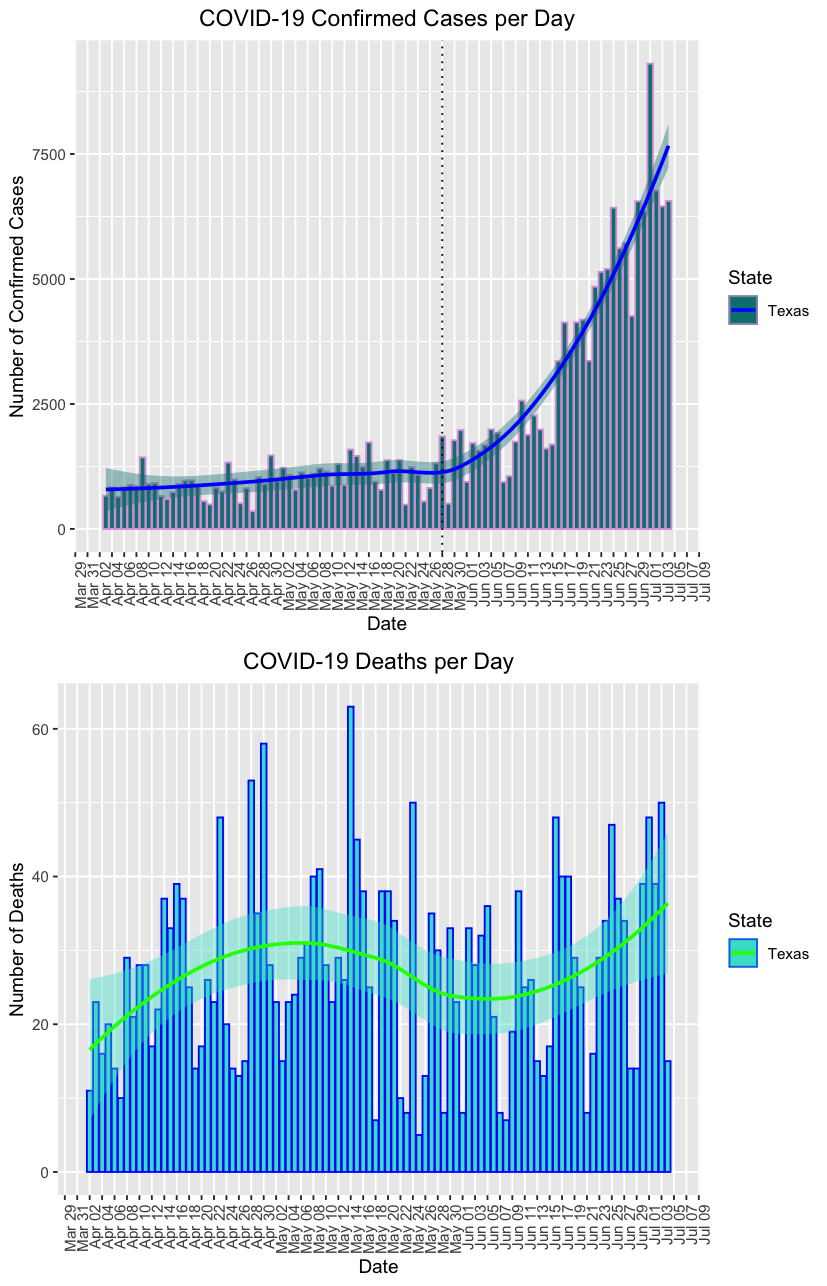 COVID-19 Confirmed Cases per Day
Number of Confirmed Cases
7500
5000
2500
0
Mar 29
Mar 31
Apr 02
Apr 04
Apr 06
Apr 08
Apr 10
Apr 12
Apr 14
Apr 16
Apr 18
Apr 20
Apr 22
Apr 24
Apr 26
Apr 28
Apr 30
May 02
May 04
May 06
May 08
May 10
May 12
May 14
May 16
May 18
May 20
May 22
May 24
May 26
May 28
May 30
Jun 01
Jun 03
Jun 05
Jun 07
Jun 09
Jun 11
Jun 13
Jun 15
Jun 17
Jun 19
Jun 21
Jun 23
Jun 25
Jun 27
Jun 29
Jul 01
Jul 03
Jul 05
Jul 07
Jul 09
Date
State
Texas
COVID-19 Deaths per Day
Number of Deaths
60
40
20
0
Mar 29
Mar 31
Apr 02
Apr 04
Apr 06
Apr 08
Apr 10
Apr 12
Apr 14
Apr 16
Apr 18
Apr 20
Apr 22
Apr 24
Apr 26
Apr 28
Apr 30
May 02
May 04
May 06
May 08
May 10
May 12
May 14
May 16
May 18
May 20
May 22
May 24
May 26
May 28
May 30
Jun 01
Jun 03
Jun 05
Jun 07
Jun 09
Jun 11
Jun 13
Jun 15
Jun 17
Jun 19
Jun 21
Jun 23
Jun 25
Jun 27
Jun 29
Jul 01
Jul 03
Jul 05
Jul 07
Jul 09
Date
State
Texas